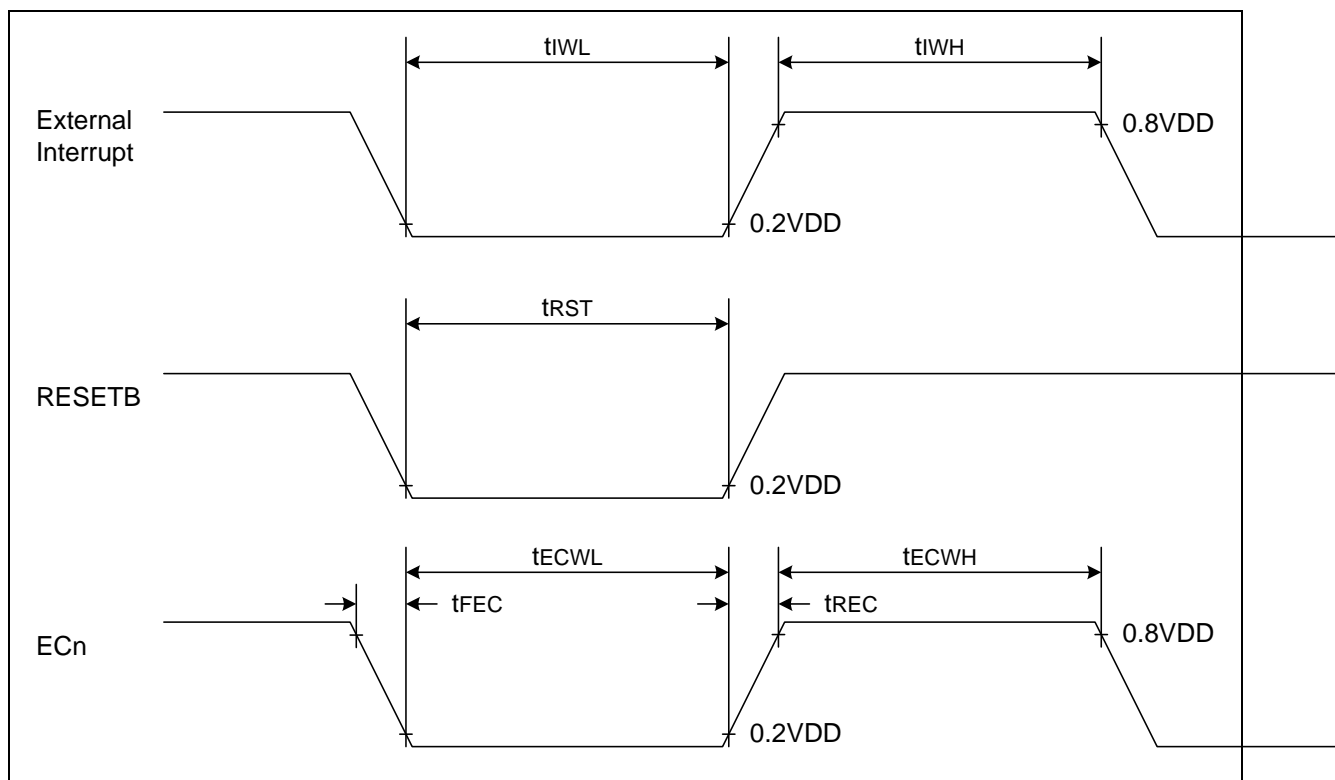 tIWL
tIWH
External
Interrupt
0.8VDD
0.2VDD
tRST
RESETB
0.2VDD
tECWL
tECWH
tFEC
tREC
ECn
0.8VDD
0.2VDD